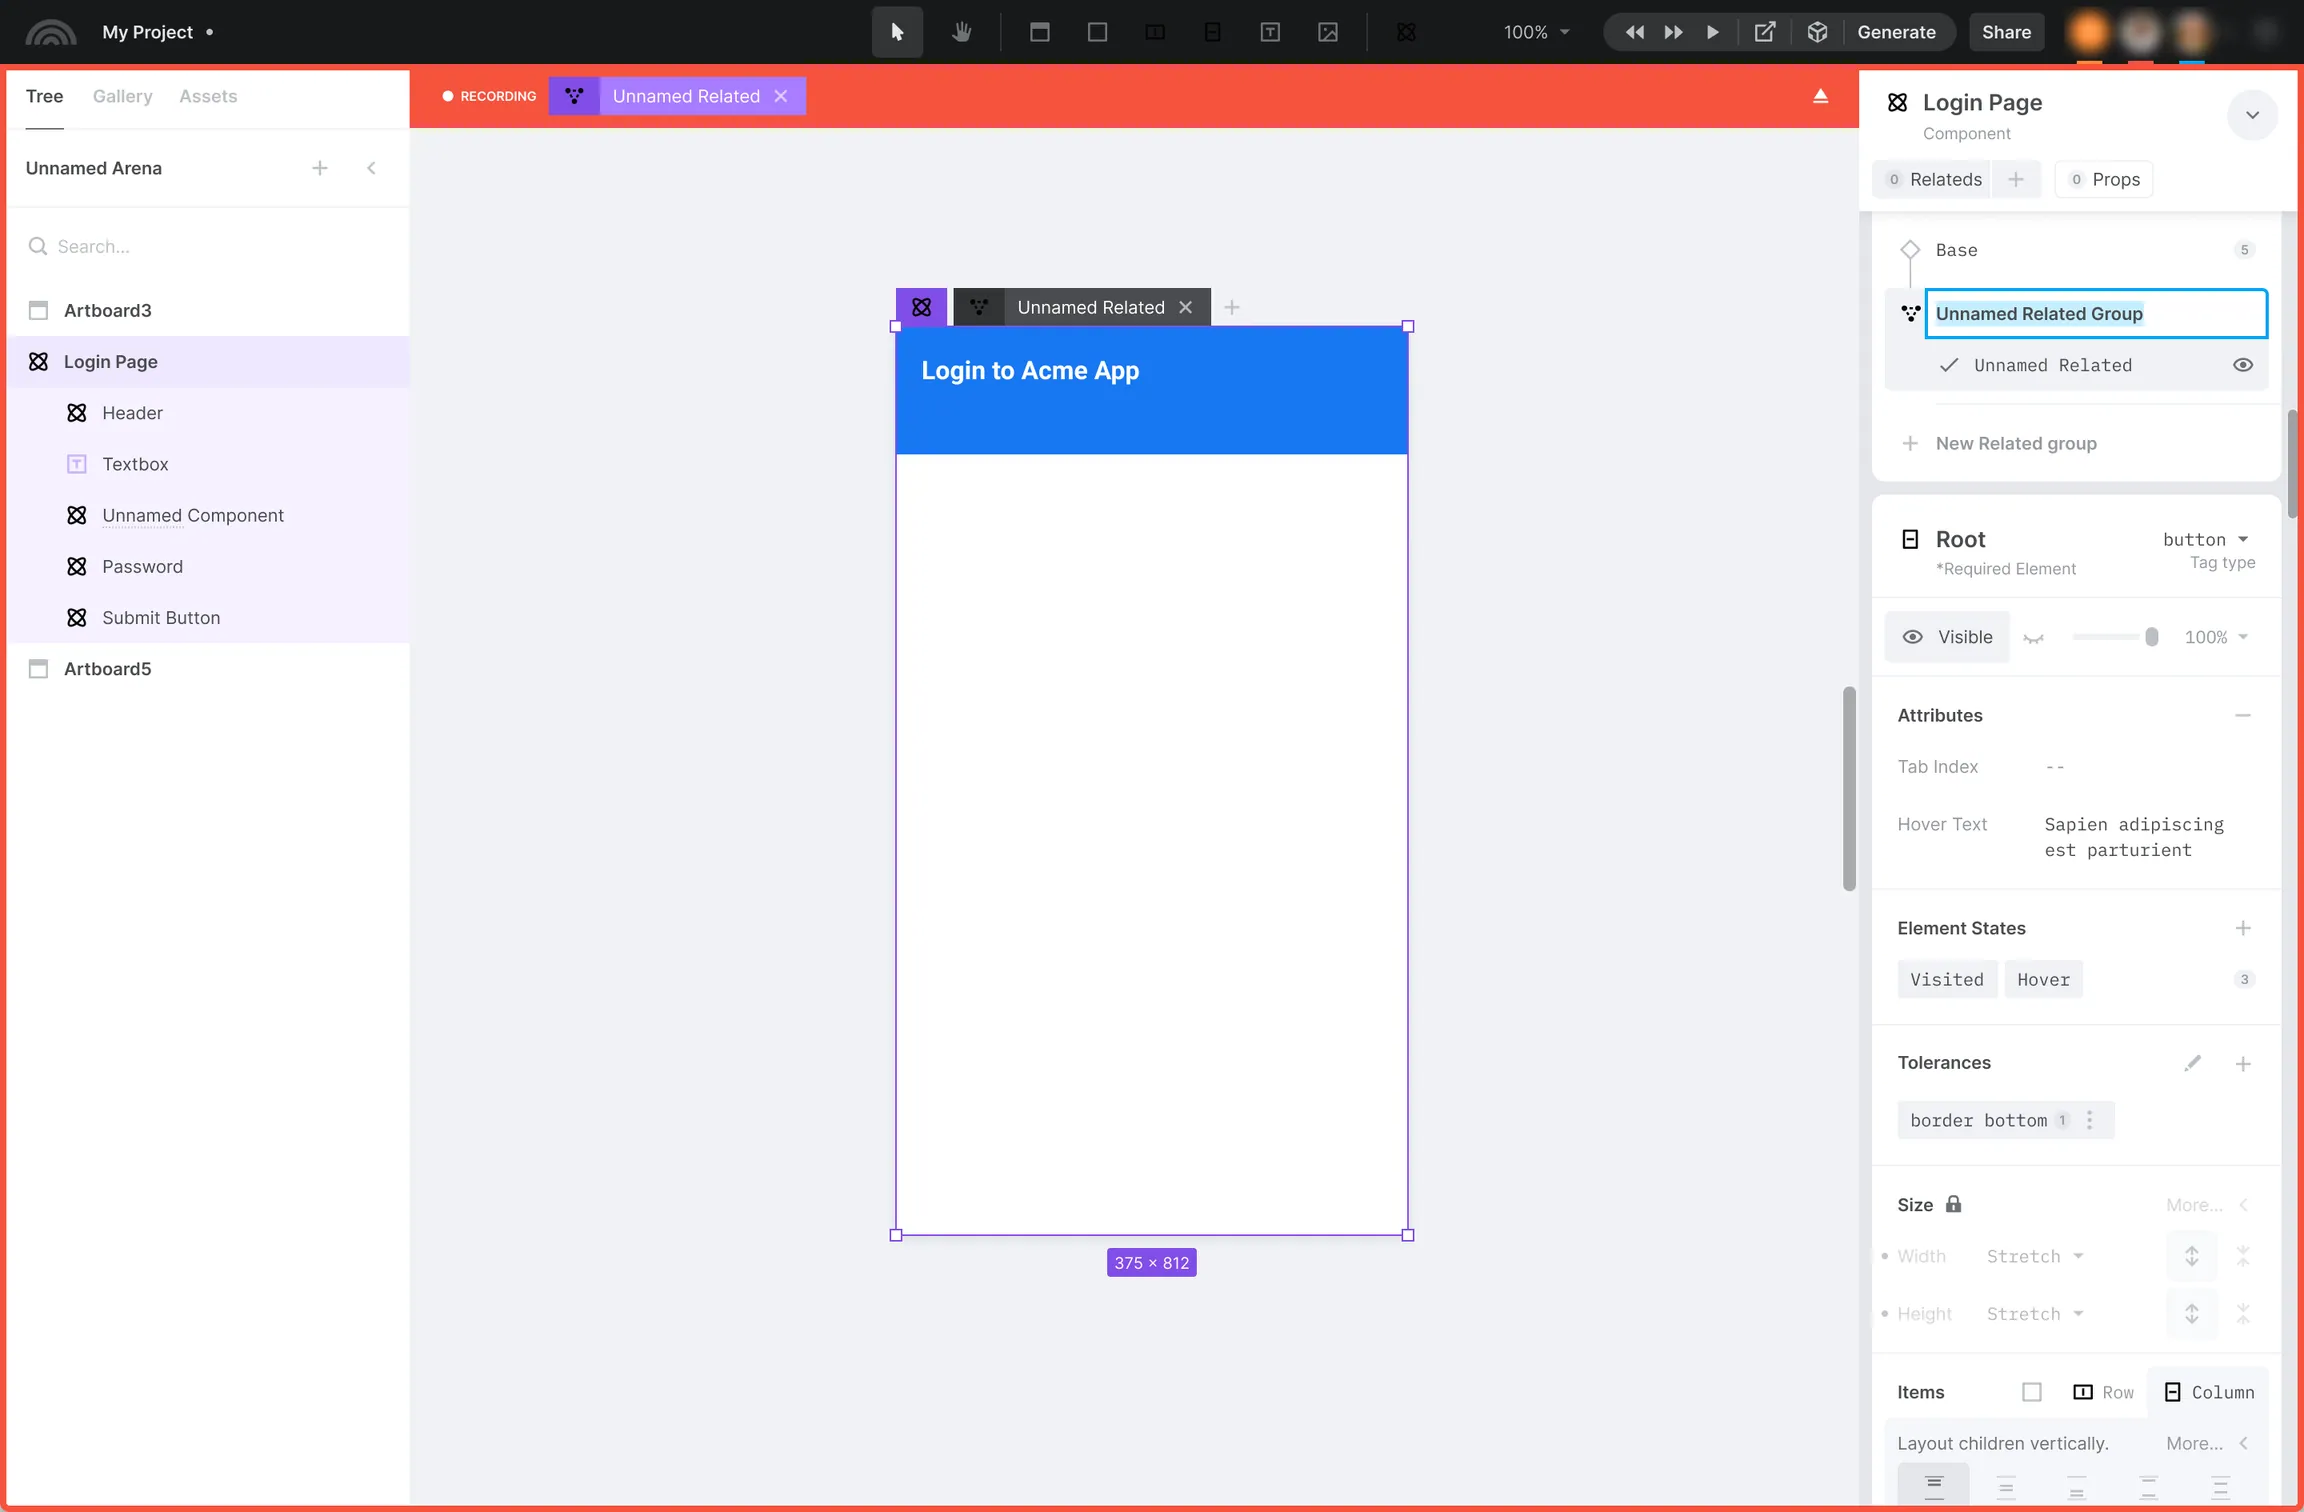 My Project
100%
Generate
Share
Tree
Gallery
Assets
RECORDING
Unnamed Related
Unnamed Arena
Search...
Artboard3
Login Page
Header
Textbox
Unnamed Component
Password
Submit Button
Artboard5
Unnamed Related
Login to Acme App
375 × 812
Login Page
Component
0 Relateds
0 Props
Base
5
Unnamed Related Group
Unnamed Related
New Related group
Root
button
*Required Element
Tag type
Visible
100%
Attributes
Tab Index
--
Hover Text
Sapien adipiscing
est parturient
Element States
Visited
Hover
3
Tolerances
border bottom 1
Size
More...
Width
Stretch
Height
Stretch
Items
Row
Column
Layout children vertically.
More...